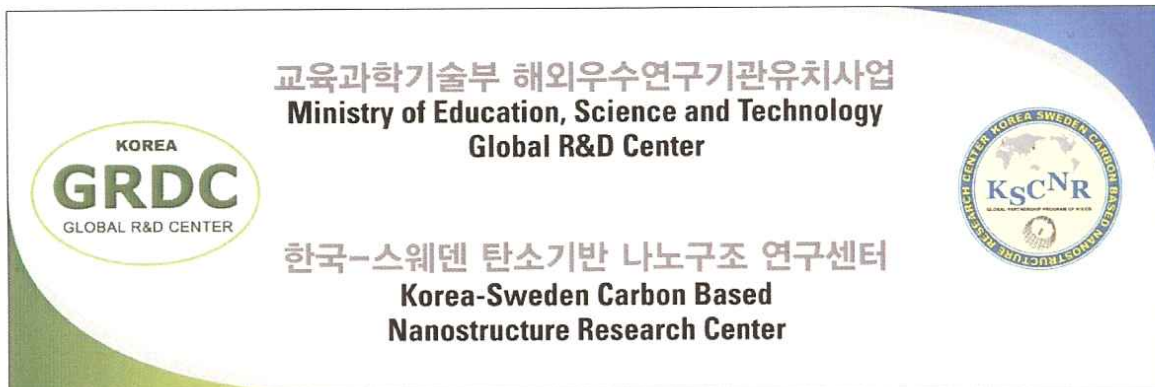 교육과학기술부 해외우수연구기관유치사업
Ministry of Education, Science and Technology
Global R&D Center
KOREA
GRDC
GLOBAL R&D CENTER
KOREA SWEDEN CARBON BASED NANOSTRUCTURE RESEARCH CENTER
KSCNR
한국-스웨덴 탄소기반 나노구조 연구센터
Korea-Sweden Carbon Based
Nanostructure Research Center